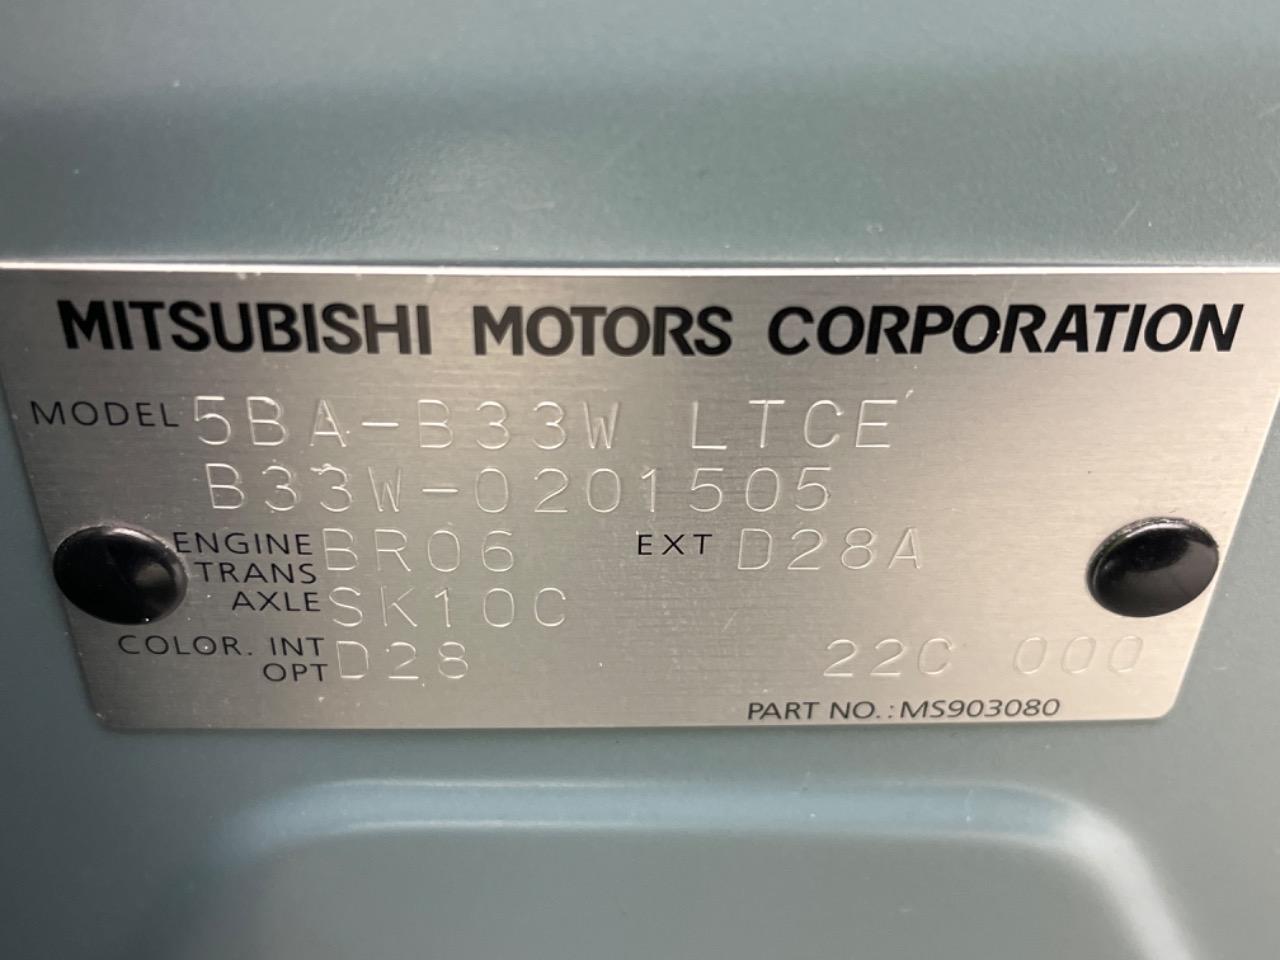 MITSUBISHI MOTORS CORPORATION
MODEL 5BA-B33W LTCE
B33W-0201505
ENGINE BR06 EXT D28A
TRANS
AXLE SK10C
COLOR. INT
OPT D28 22C 000
PART NO.:MS903080